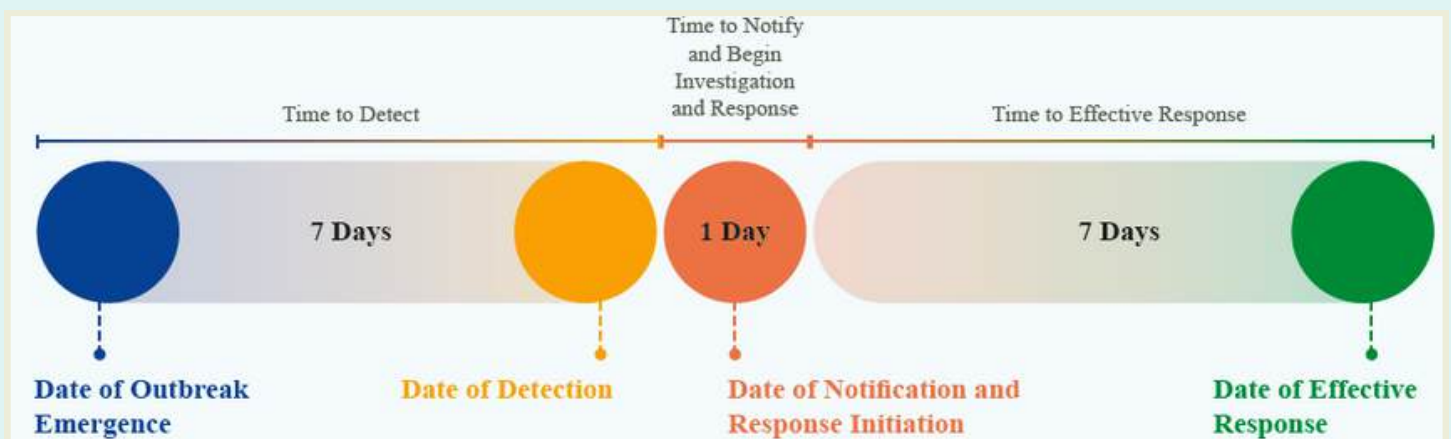 Time to Notify
and Begin
Investigation
and Response
Time to Detect
Time to Effective Response
7 Days
1 Day
7 Days
Date of Outbreak
Emergence
Date of Detection
Date of Notification and
Response Initiation
Date of Effective
Response